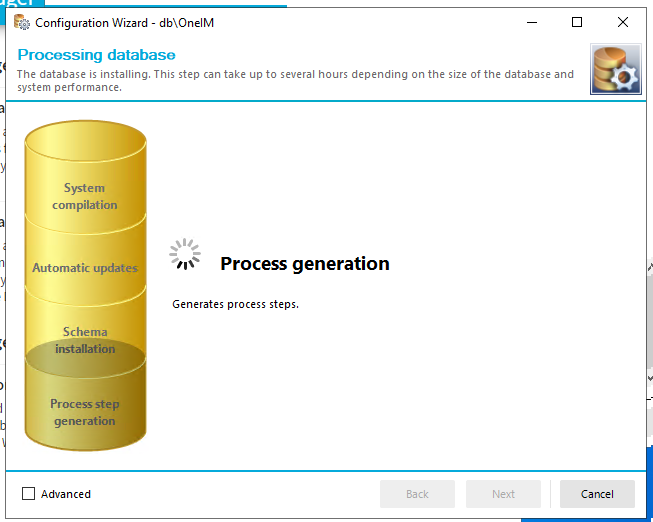 Configuration Wizard - db\OneIM
Processing database
The database is installing. This step can take up to several hours depending on the size of the database and
system performance.
System
compilation
Automatic updates
Schema
installation
Process step
generation
Process generation
Generates process steps.
Advanced
Back
Next
Cancel